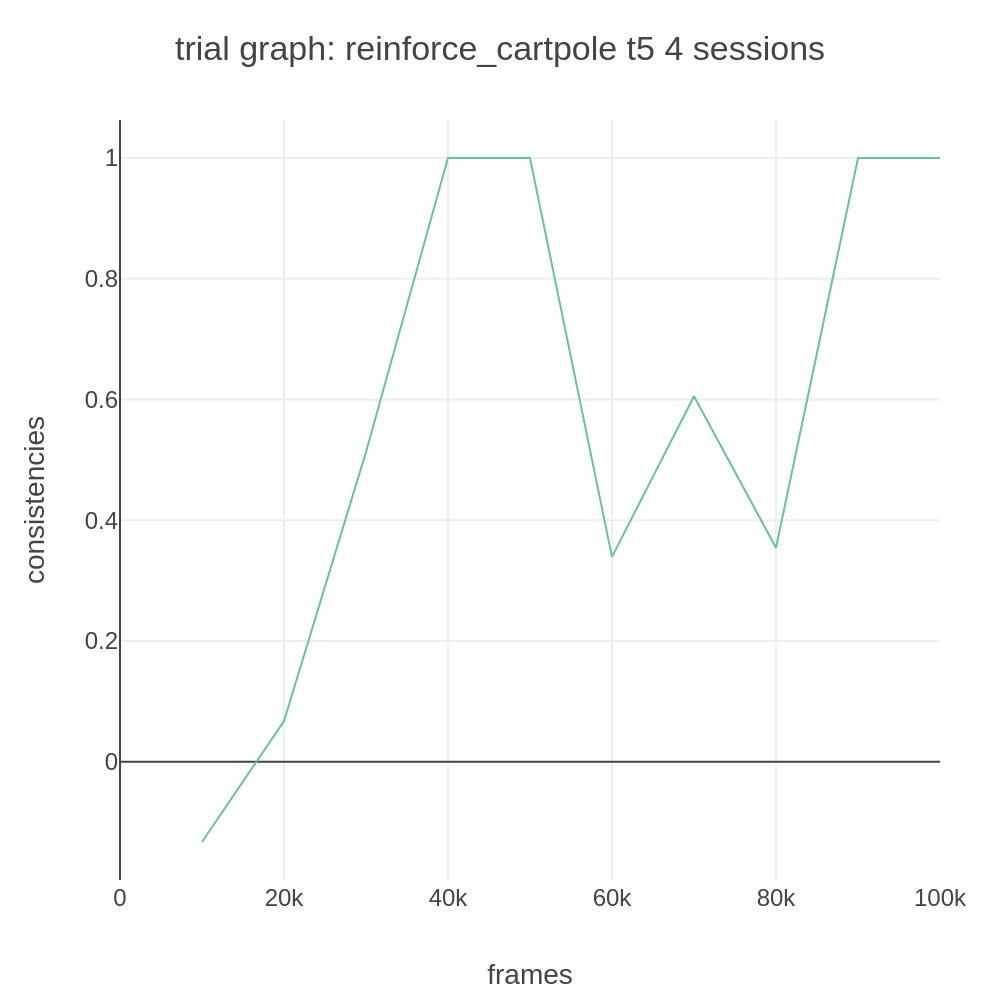 trial graph: reinforce_cartpole t5 4 sessions
1
0.8
0.6
0.4
0.2
0
consistencies
0 20k 40k 60k 80k 100k
frames